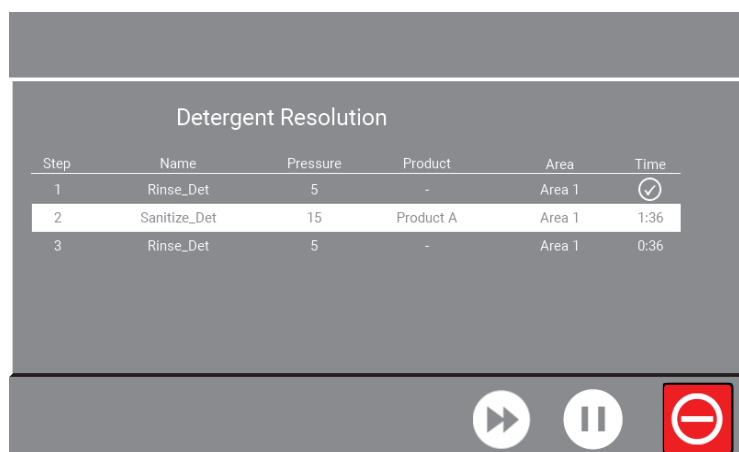 Detergent Resolution
Step Name Pressure Product Area Time
1 Rinse_Det 5 - Area 1
2 Sanitize_Det 15 Product A Area 1 1:36
3 Rinse_Det 5 - Area 1 0:36